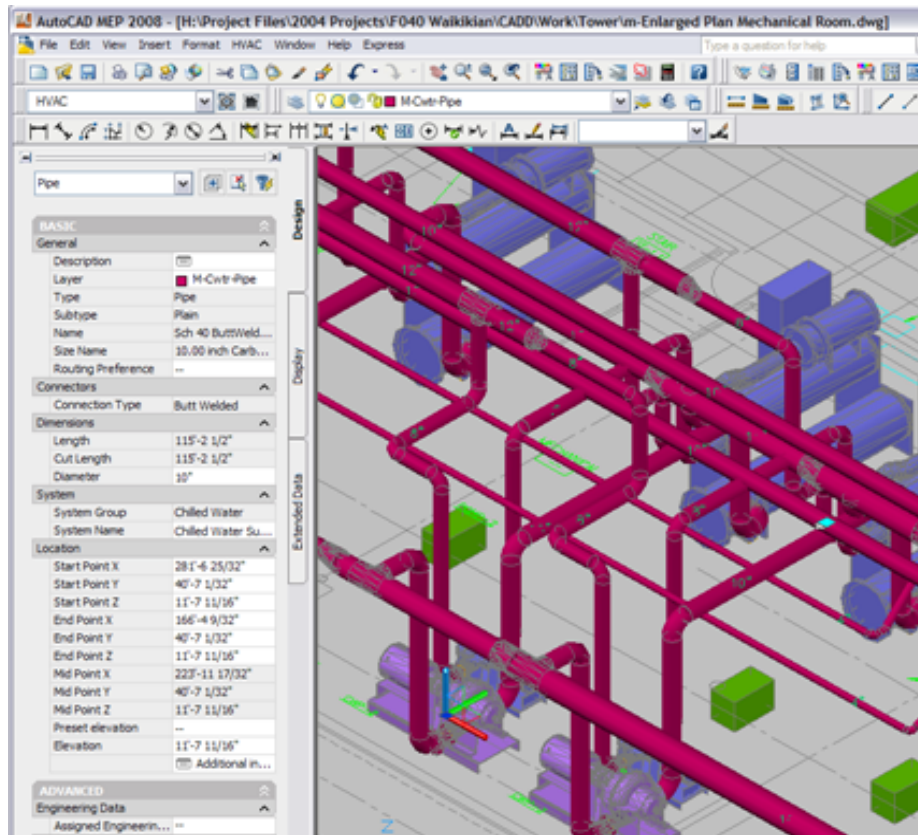 AutoCAD MEP 2008 - [H:\Project Files\2004 Projects\F040 Waikikian\CADD\Work\Tower\m-Enlarged Plan Mechanical Room.dwg]
File Edit View Insert Format HVAC Window Help Express
Type a question for help
HVAC
M-Cwtr-Pipe
Pipe
BASIC
General
Description
Layer M-Cwtr-Pipe
Type Pipe
Subtype Plain
Name Sch 40 ButtWeld...
Size Name 10.00 inch Carb...
Routing Preference --
Connectors
Connection Type Butt Welded
Dimensions
Length 115'-2 1/2"
Cut Length 115'-2 1/2"
Diameter 10"
System
System Group Chilled Water
System Name Chilled Water Su...
Location
Start Point X 281'-6 25/32"
Start Point Y 40'-7 1/32"
Start Point Z 11'-7 11/16"
End Point X 166'-4 9/32"
End Point Y 40'-7 1/32"
End Point Z 11'-7 11/16"
Mid Point X 223'-11 17/32"
Mid Point Y 40'-7 1/32"
Mid Point Z 11'-7 11/16"
Preset elevation --
Elevation 11'-7 11/16"
Additional in...
ADVANCED
Engineering Data
Assigned Engineerin... --
Design
Display
Extended Data
10"
12"
12"
12"
10"
Z